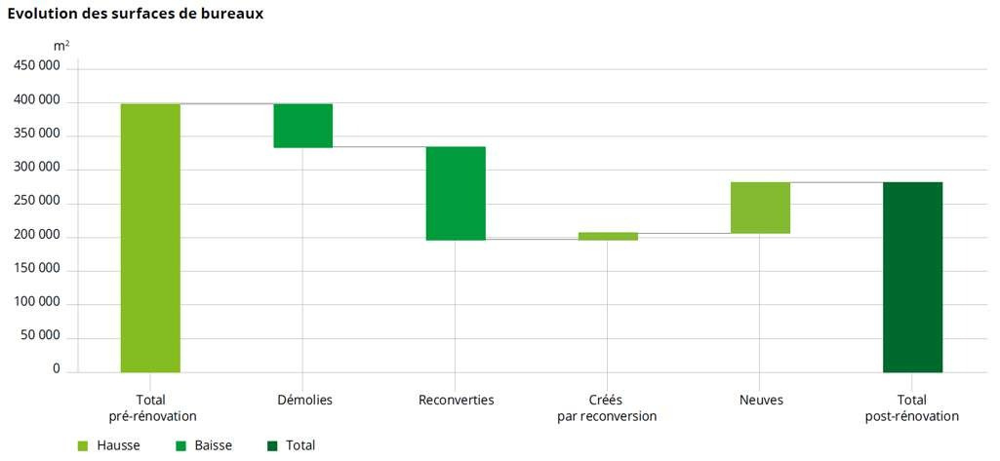 Evolution des surfaces de bureaux
m²
450 000
400 000
350 000
300 000
250 000
200 000
150 000
100 000
50 000
0
Total
pré-rénovation
Démolies
Reconverties
Créés
par reconversion
Neuves
Total
post-rénovation
Hausse
Baisse
Total